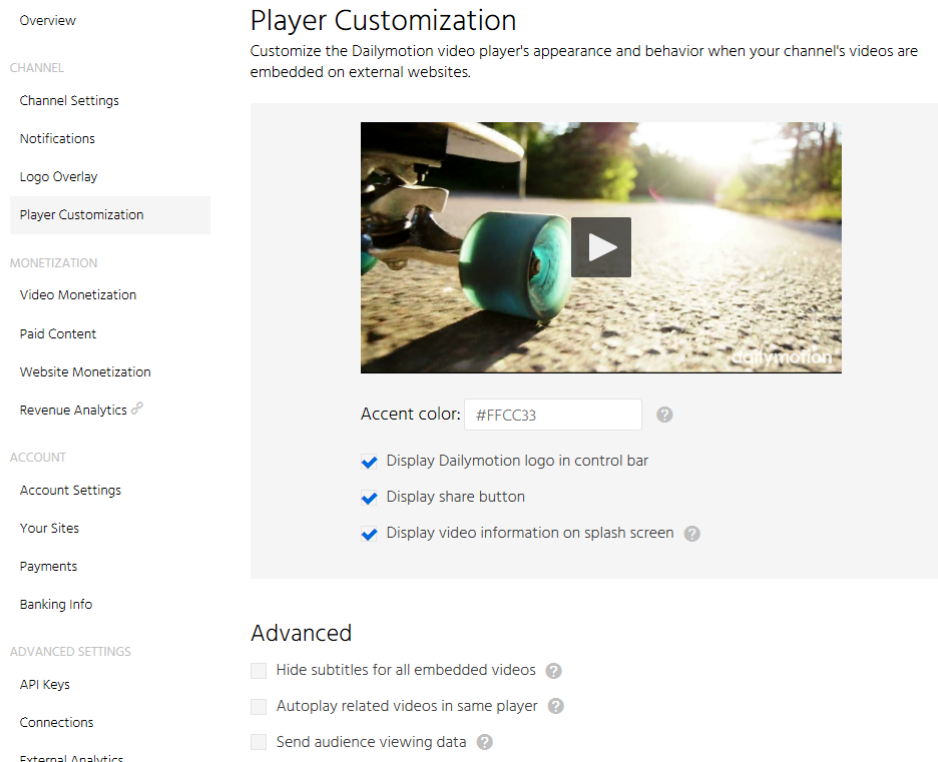 Overview
CHANNEL
Channel Settings
Notifications
Logo Overlay
Player Customization
MONETIZATION
Video Monetization
Paid Content
Website Monetization
Revenue Analytics
ACCOUNT
Account Settings
Your Sites
Payments
Banking Info
ADVANCED SETTINGS
API Keys
Connections
External Analytics
Player Customization
Customize the Dailymotion video player's appearance and behavior when your channel's videos are
embedded on external websites.
dailymotion
Accent color: #FFCC33 ?
Display Dailymotion logo in control bar
Display share button
Display video information on splash screen ?
Advanced
Hide subtitles for all embedded videos ?
Autoplay related videos in same player ?
Send audience viewing data ?